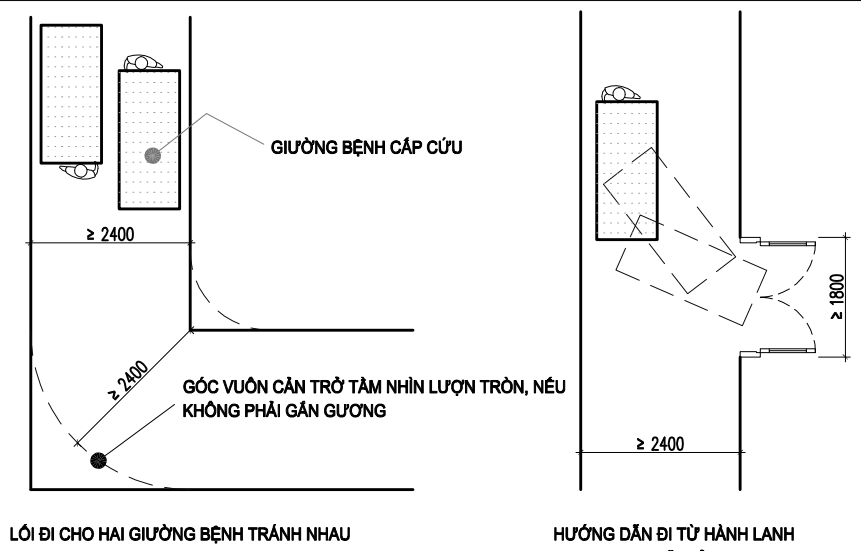 GIƯỜNG BỆNH CẤP CỨU
≥ 2400
≥ 2400
GÓC VUÔN CẢN TRỞ TẦM NHÌN LƯỢN TRÒN, NẾU
KHÔNG PHẢI GẮN GƯƠNG
LỐI ĐI CHO HAI GIƯỜNG BỆNH TRÁNH NHAU
≥ 1800
≥ 2400
HƯỚNG DẪN ĐI TỪ HÀNH LANH